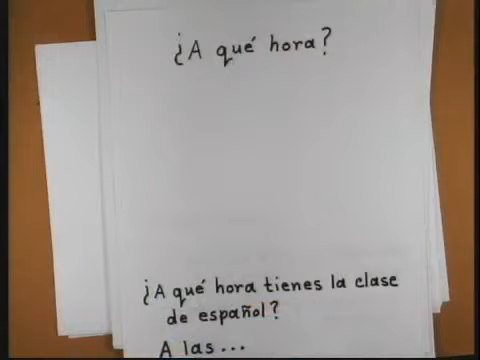 ¿A qué hora?
¿A qué hora tienes la clase
de español?
A las...